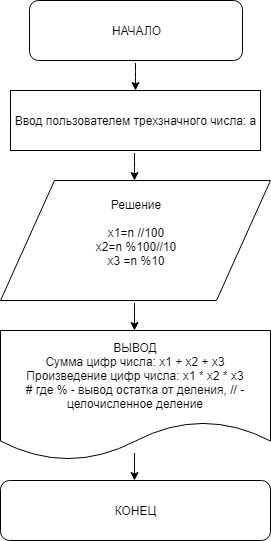 НАЧАЛО
Ввод пользователем трехзначного числа: а
Решение
x1=n //100
x2=n %100//10
x3 =n %10
ВЫВОД
Сумма цифр числа: x1 + x2 + x3
Произведение цифр числа: x1 * x2 * x3
# где % - вывод остатка от деления, // -
целочисленное деление
КОНЕЦ